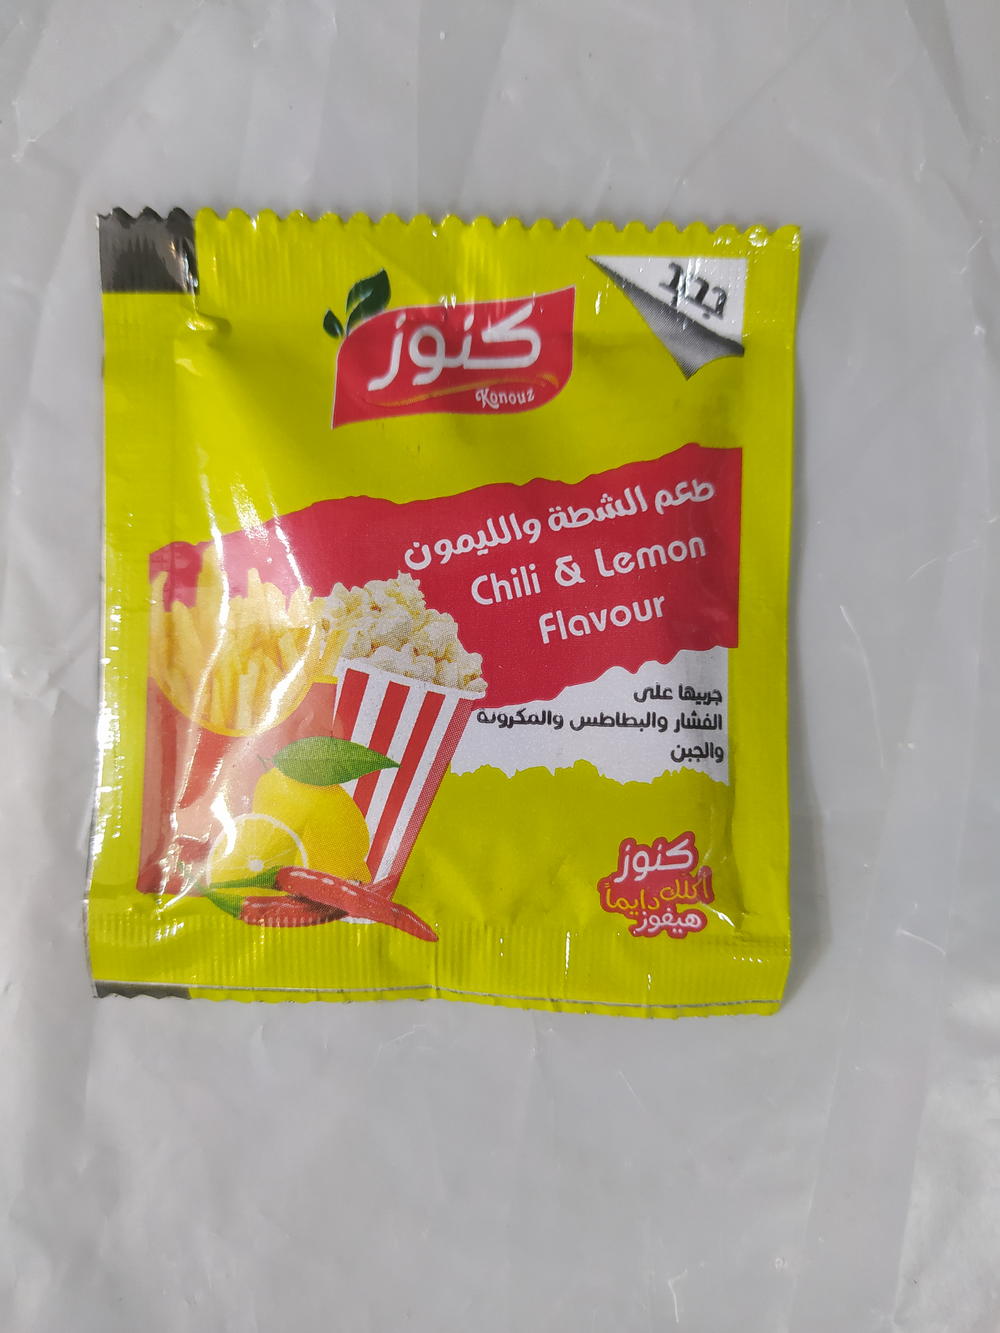 جديد
كنوز
Konouz
طعم الشطة والليمون
Chili & Lemon
Flavour
جربيها على
الفشار والبطاطس والمكرونة
والجبن
كنوز
أكلك دايماً
هيفوز